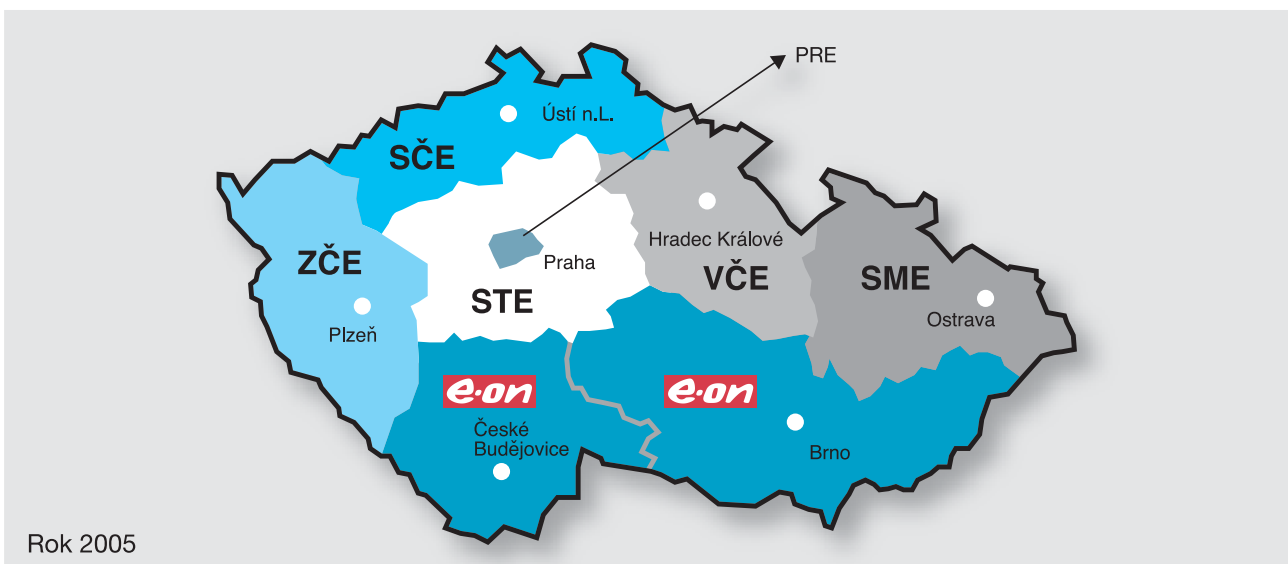 PRE
Ústí n.L.
SČE
Hradec Králové
ZČE
Praha
VČE
SME
STE
Plzeň
Ostrava
e·on
e·on
České
Budějovice
Brno
Rok 2005